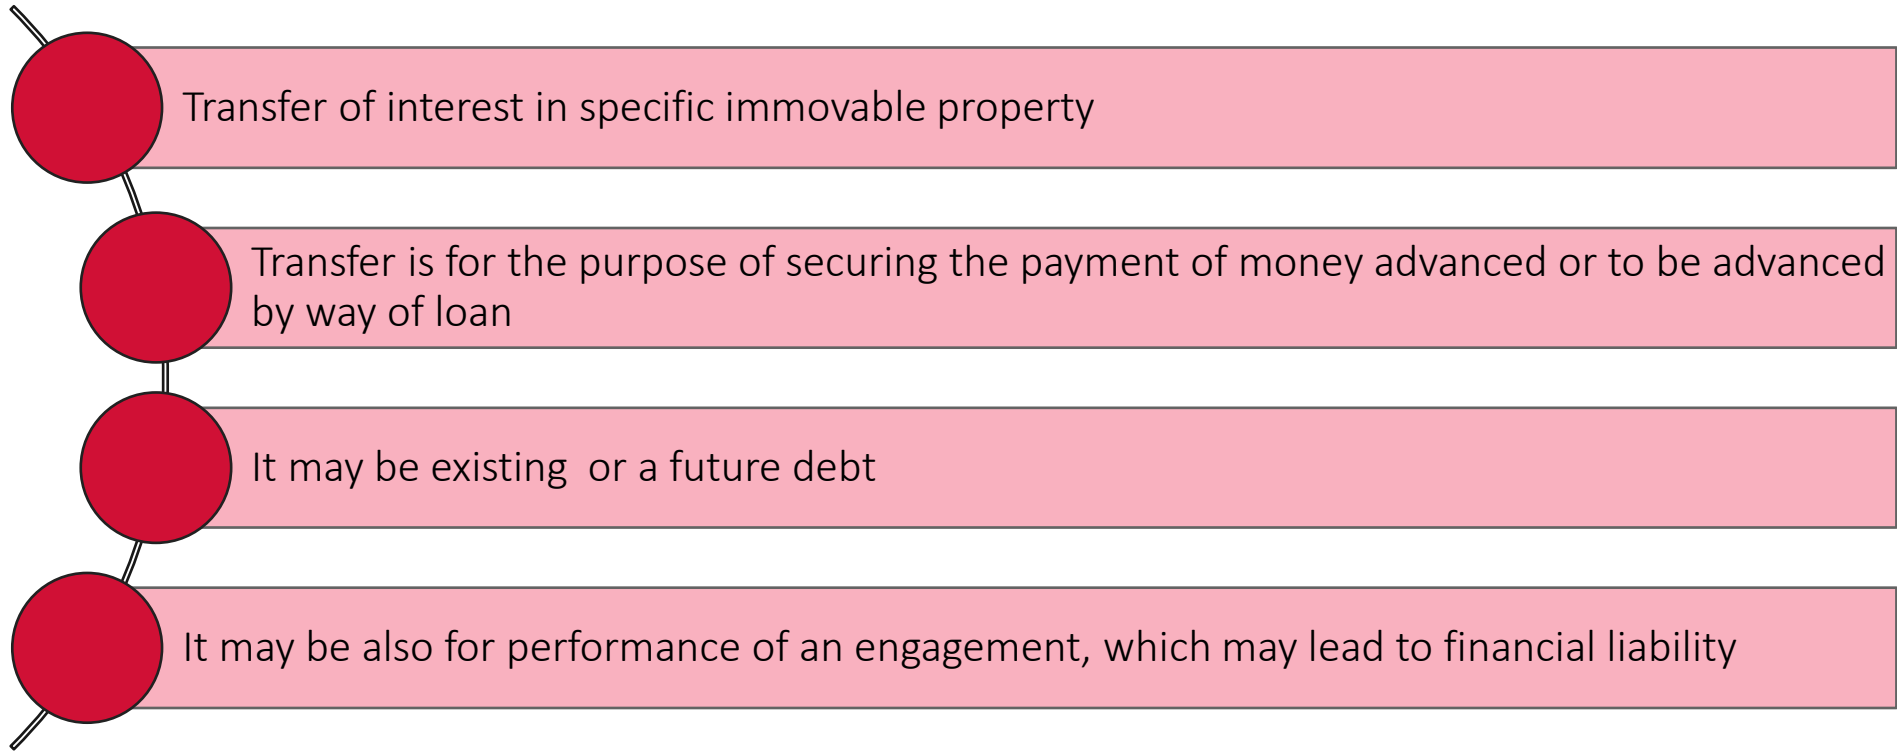 Transfer of interest in specific immovable property
Transfer is for the purpose of securing the payment of money advanced or to be advanced
by way of loan
It may be existing  or a future debt
It may be also for performance of an engagement, which may lead to financial liability